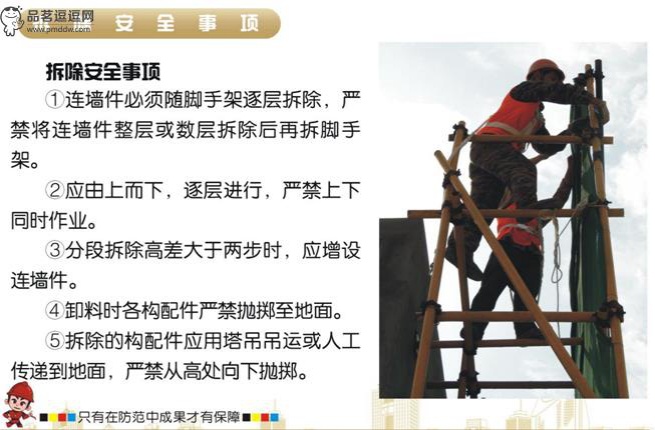 品茗逗逗网
www.pmddw.com
拆 除 安 全 事 项
拆除安全事项
①连墙件必须随脚手架逐层拆除，严
禁将连墙件整层或数层拆除后再拆脚手
架。
②应由上而下，逐层进行，严禁上下
同时作业。
③分段拆除高差大于两步时，应增设
连墙件。
④卸料时各构配件严禁抛掷至地面。
⑤拆除的构配件应用塔吊吊运或人工
传递到地面，严禁从高处向下抛掷。
只有在防范中成果才有保障